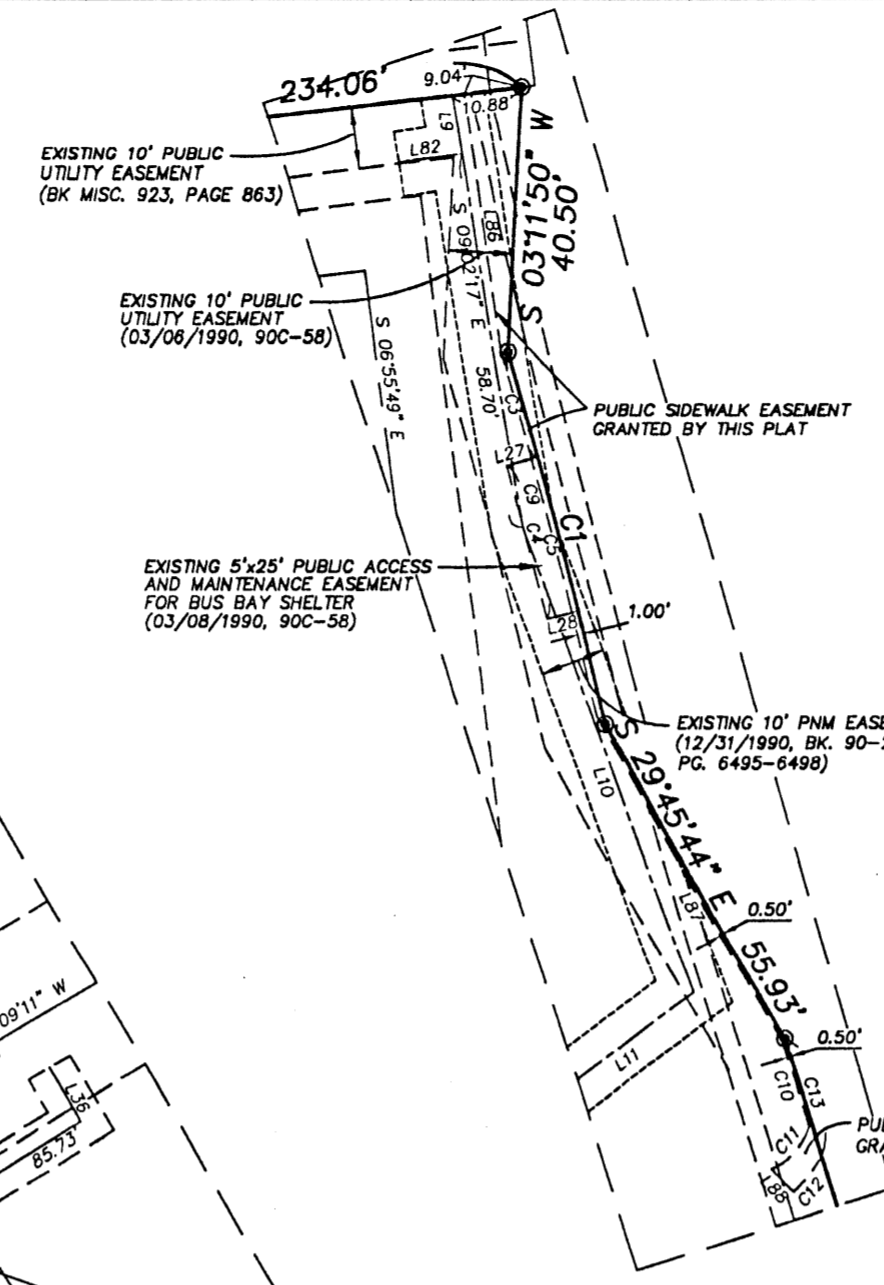 234.06'
9.04'
10.88'
L9
L82
EXISTING 10' PUBLIC
UTILITY EASEMENT
(BK MISC. 923, PAGE 863)
S 03°11'50" W
40.50'
L86
S 09°02'17" E
58.70'
EXISTING 10' PUBLIC
UTILITY EASEMENT
(03/06/1990, 90C-58)
S 06°55'49" E
C3
PUBLIC SIDEWALK EASEMENT
GRANTED BY THIS PLAT
L27
C9
C4
C5
C1
EXISTING 5'x25' PUBLIC ACCESS
AND MAINTENANCE EASEMENT
FOR BUS BAY SHELTER
(03/08/1990, 90C-58)
L28
1.00'
EXISTING 10' PNM EASE
(12/31/1990, BK. 90-
PG. 6495-6498)
S 29°45'44" E 55.93'
L10
L87
0.50'
0.50'
09'11" W
L11
C10
C13
L36
85.73'
C11
C12
L88
PU
GRA